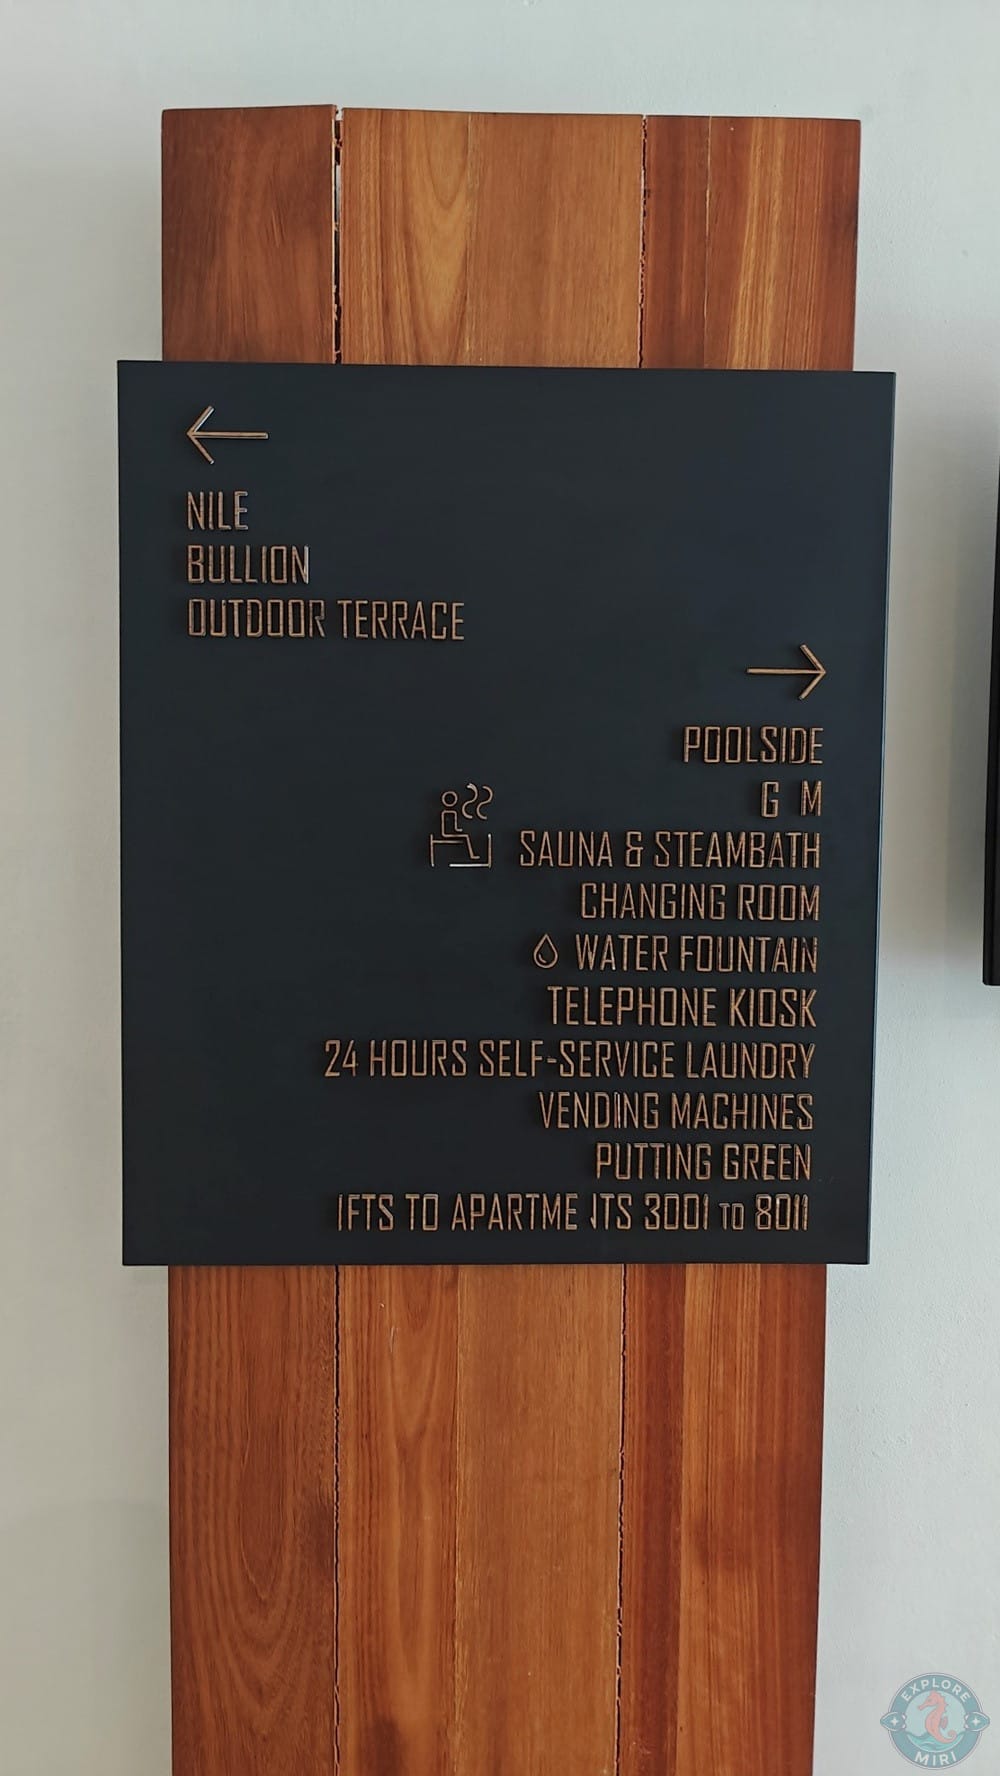 NILE
BULLION
OUTDOOR TERRACE
POOLSIDE
G M
SAUNA & STEAMBATH
CHANGING ROOM
WATER FOUNTAIN
TELEPHONE KIOSK
24 HOURS SELF-SERVICE LAUNDRY
VENDING MACHINES
PUTTING GREEN
IFTS TO APARTME ITS 3001 TO 8011
EXPLORE
MIRI